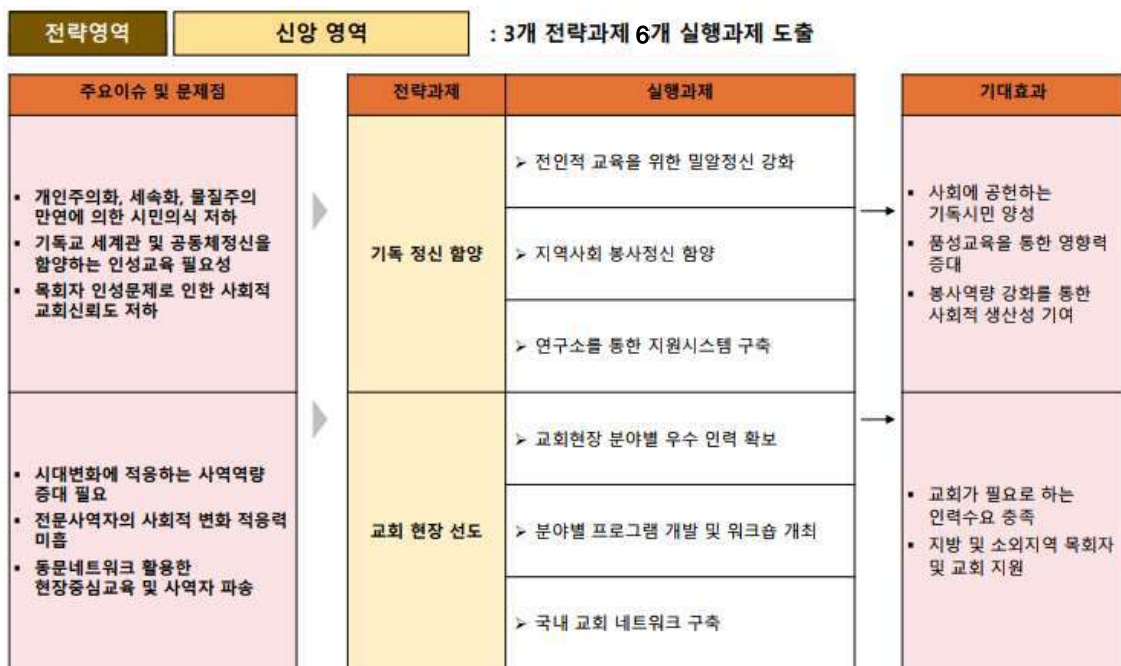 전략영역 신앙 영역 : 3개 전략과제 6개 실행과제 도출
주요이슈 및 문제점
▪ 개인주의화, 세속화, 물질주의
만연에 의한 시민의식 저하
▪ 기독교 세계관 및 공동체정신을
함양하는 인성교육 필요성
▪ 목회자 인성문제로 인한 사회적
교회신뢰도 저하
▪ 시대변화에 적응하는 사역역량
증대 필요
▪ 전문사역자의 사회적 변화 적응력
미흡
▪ 동문네트워크 활용한
현장중심교육 및 사역자 파송
전략과제 실행과제
기독 정신 함양
➢ 전인적 교육을 위한 밀알정신 강화
➢ 지역사회 봉사정신 함양
➢ 연구소를 통한 지원시스템 구축
교회 현장 선도
➢ 교회현장 분야별 우수 인력 확보
➢ 분야별 프로그램 개발 및 워크숍 개최
➢ 국내 교회 네트워크 구축
기대효과
▪ 사회에 공헌하는
기독시민 양성
▪ 품성교육을 통한 영향력
증대
▪ 봉사역량 강화를 통한
사회적 생산성 기여
▪ 교회가 필요로 하는
인력수요 충족
▪ 지방 및 소외지역 목회자
및 교회 지원